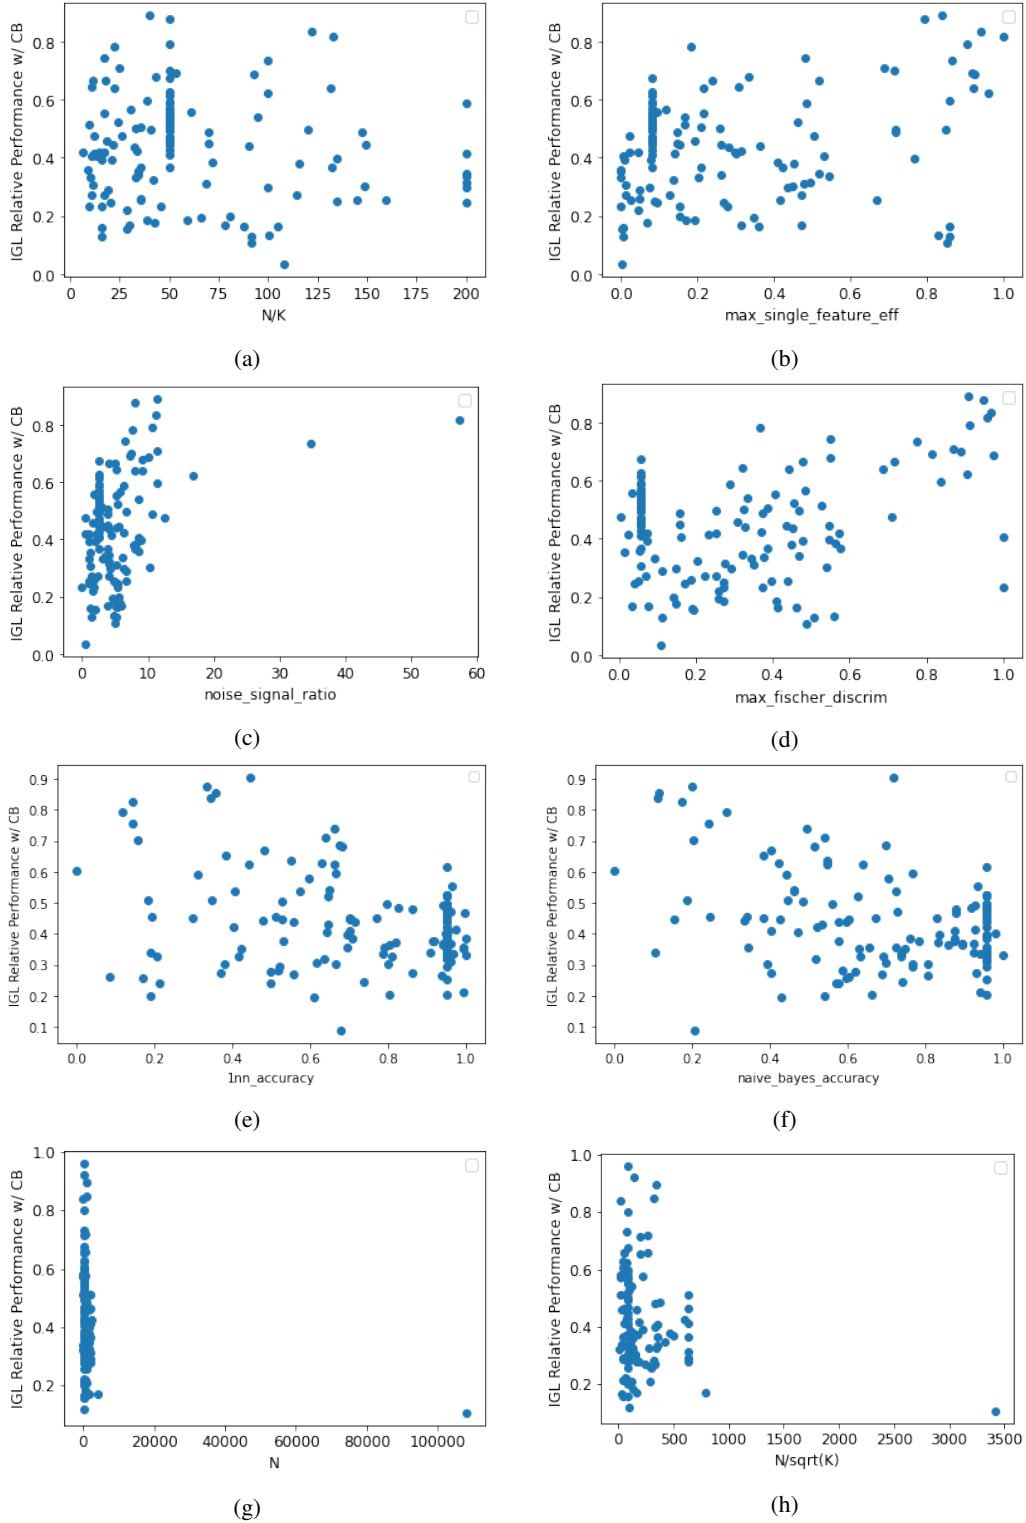 IGL Relative Performance w/ CB
0.8
0.6
0.4
0.2
0.0
0 25 50 75 100 125 150 175 200
N/K
(a)
IGL Relative Performance w/ CB
0.8
0.6
0.4
0.2
0.0
0.0 0.2 0.4 0.6 0.8 1.0
max_single_feature_eff
(b)
IGL Relative Performance w/ CB
0.8
0.6
0.4
0.2
0.0
0 10 20 30 40 50 60
noise_signal_ratio
(c)
IGL Relative Performance w/ CB
0.8
0.6
0.4
0.2
0.0
0.0 0.2 0.4 0.6 0.8 1.0
max_fischer_discrim
(d)
IGL Relative Performance w/ CB
0.9
0.8
0.7
0.6
0.5
0.4
0.3
0.2
0.1
0.0 0.2 0.4 0.6 0.8 1.0
1nn_accuracy
(e)
IGL Relative Performance w/ CB
0.9
0.8
0.7
0.6
0.5
0.4
0.3
0.2
0.1
0.0 0.2 0.4 0.6 0.8 1.0
naive_bayes_accuracy
(f)
IGL Relative Performance w/ CB
1.0
0.8
0.6
0.4
0.2
0 20000 40000 60000 80000 100000
N
(g)
IGL Relative Performance w/ CB
1.0
0.8
0.6
0.4
0.2
0 500 1000 1500 2000 2500 3000 3500
N/sqrt(K)
(h)